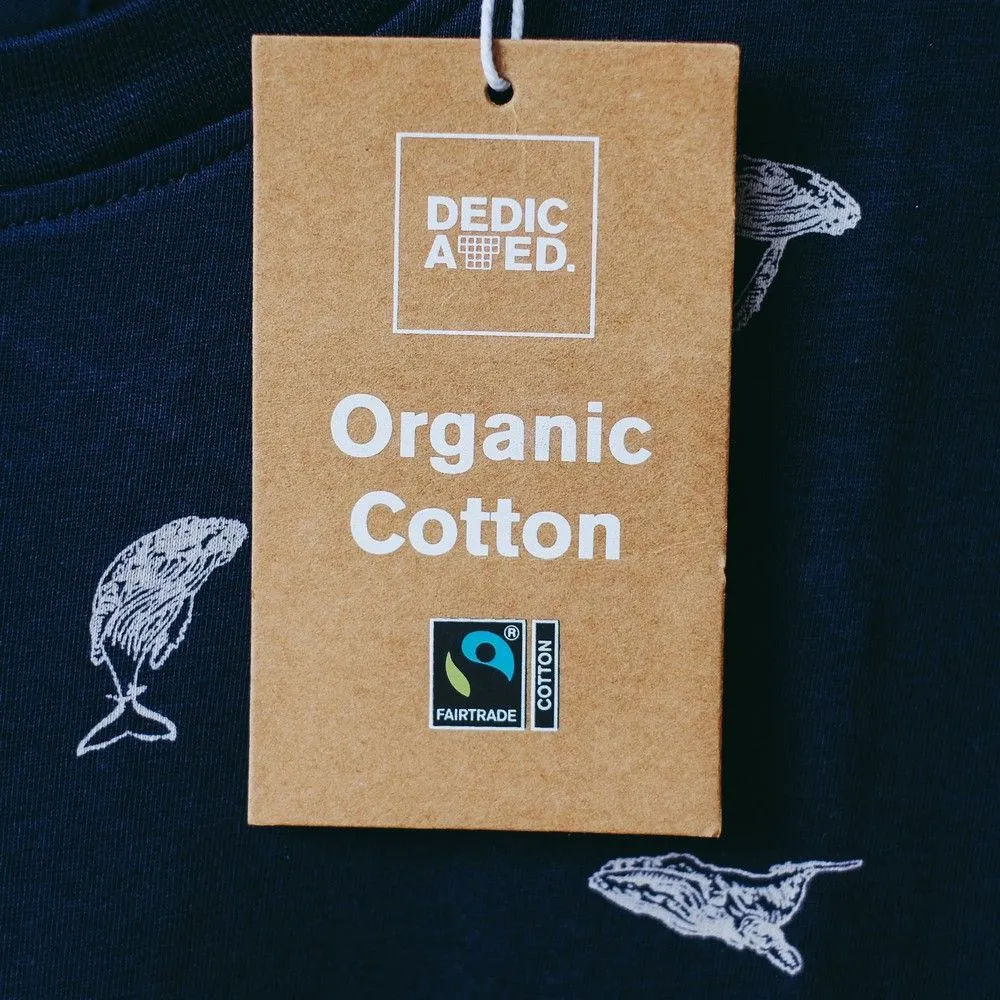 DEDIC
ATED.
Organic
Cotton
®
FAIRTRADE
COTTON